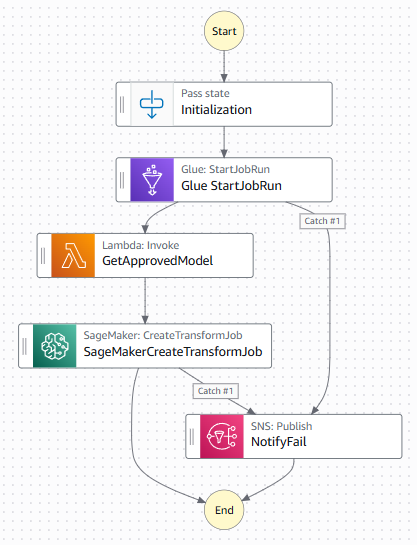 Start
Pass state
Initialization
Glue: StartJobRun
Glue StartJobRun
Catch #1
Lambda: Invoke
GetApprovedModel
SageMaker: CreateTransformJob
SageMakerCreateTransformJob
Catch #1
SNS: Publish
NotifyFail
End